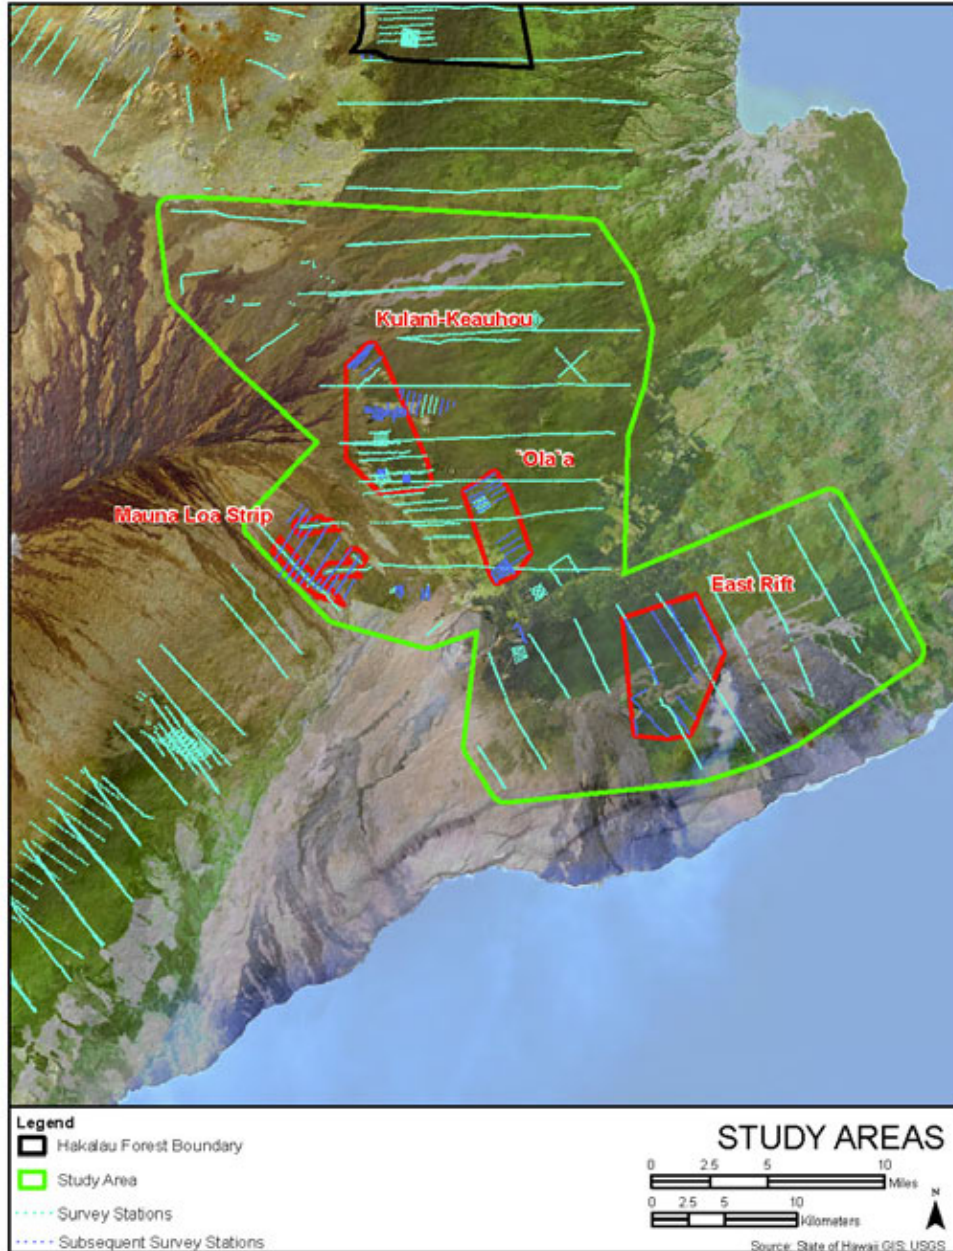 Kulani-Keauhou
`Ola`a
Mauna Loa Strip
East Rift
Legend
Hakalau Forest Boundary
Study Area
Survey Stations
Subsequent Survey Stations
STUDY AREAS
0 2.5 5 10
Miles
0 2.5 5 10
Kilometers
N
Source: State of Hawaii GIS; USGS